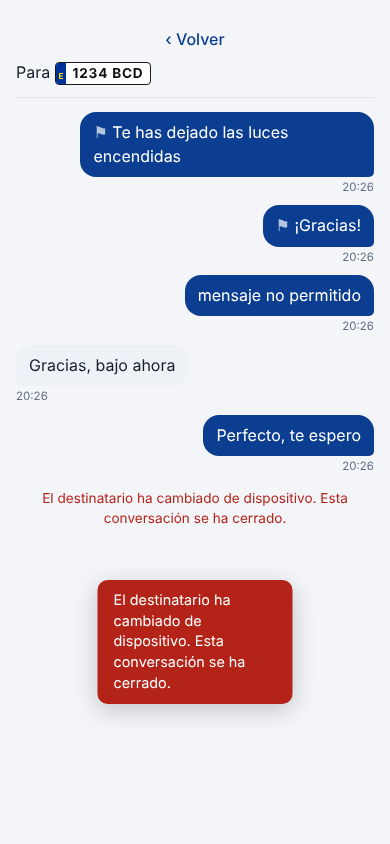 ‹ Volver
Para E 1234 BCD
⚑ Te has dejado las luces
encendidas
20:26
⚑ ¡Gracias!
20:26
mensaje no permitido
20:26
Gracias, bajo ahora
20:26
Perfecto, te espero
20:26
El destinatario ha cambiado de dispositivo. Esta
conversación se ha cerrado.
El destinatario ha
cambiado de
dispositivo. Esta
conversación se ha
cerrado.